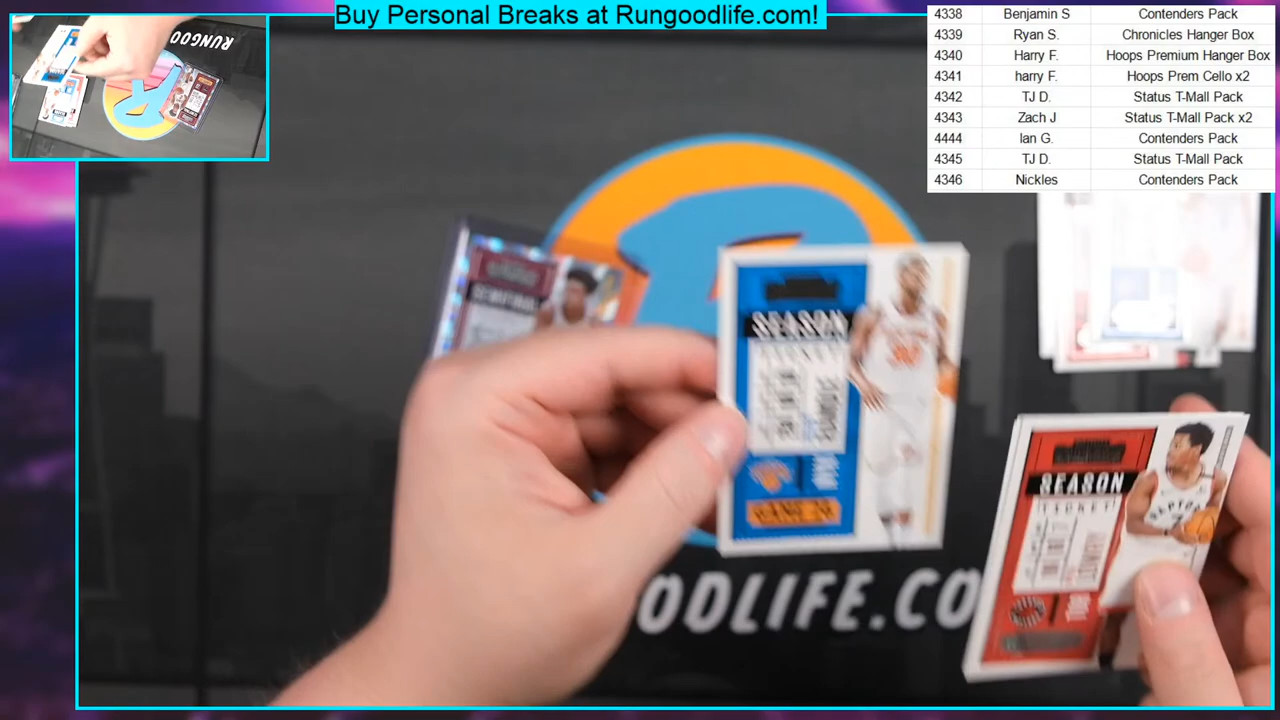 Buy Personal Breaks at Rungoodlife.com!
4338 Benjamin S Contenders Pack
4339 Ryan S. Chronicles Hanger Box
4340 Harry F. Hoops Premium Hanger Box
4341 harry F. Hoops Prem Cello x2
4342 TJ D. Status T-Mall Pack
4343 Zach J Status T-Mall Pack x2
4444 Ian G. Contenders Pack
4345 TJ D. Status T-Mall Pack
4346 Nickles Contenders Pack
RUNGOO
SEASON
SEASON
TICKET
OODLIFE.CO